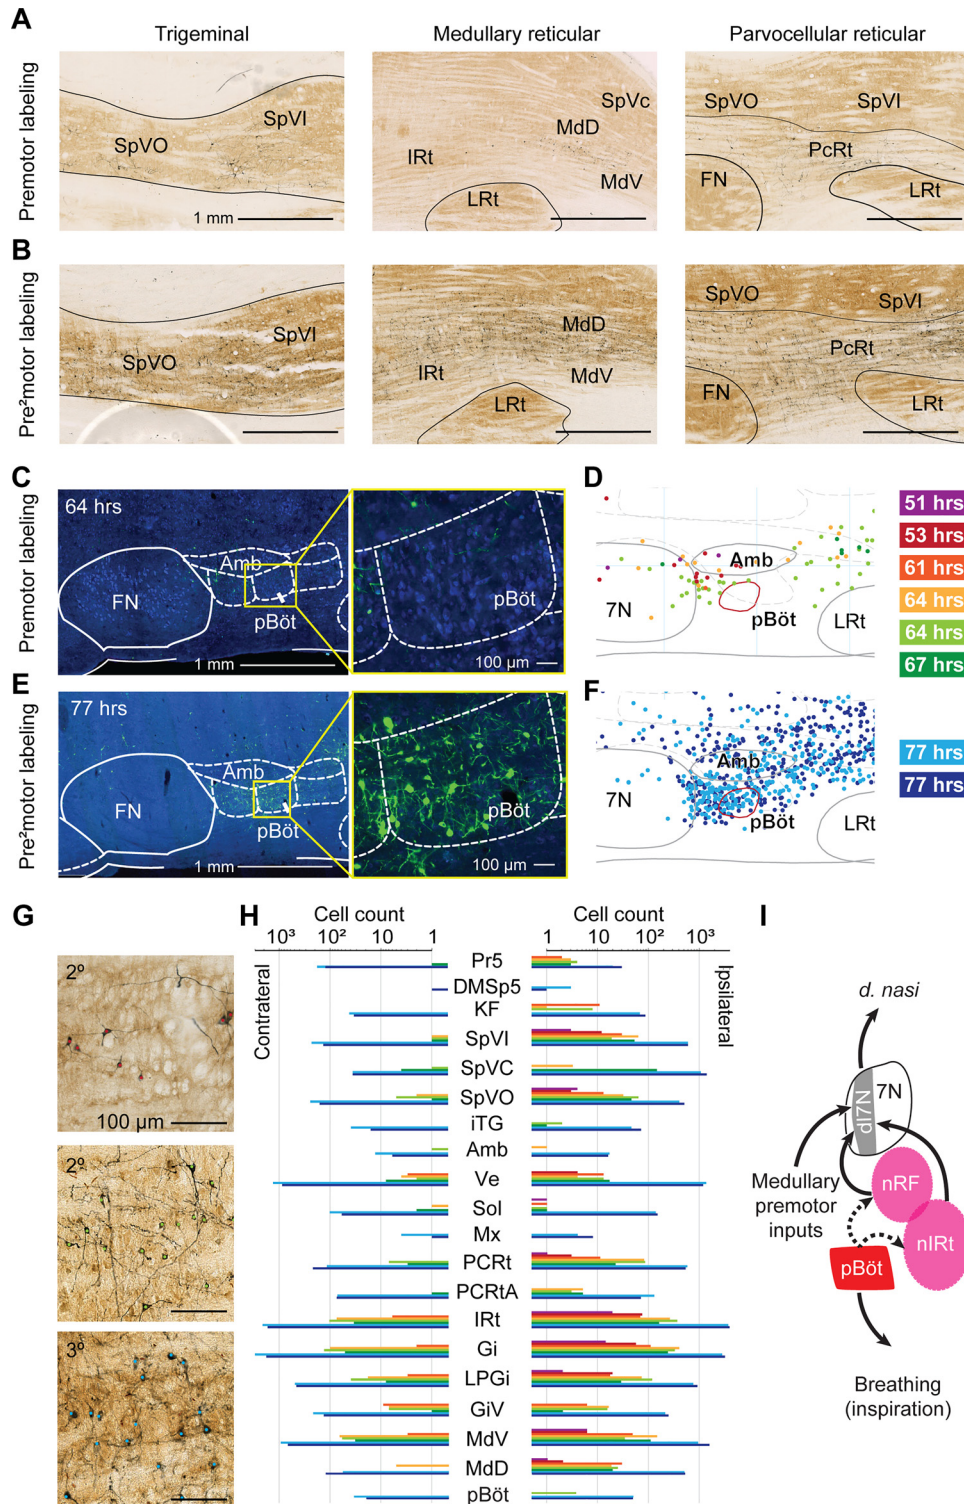 A
Trigeminal
Medullary reticular
Parvocellular reticular
Premotor labeling
SpVO
SpVI
1 mm
SpVc
MdD
IRt
MdV
LRt
SpVO
SpVI
PcRt
FN
LRt
B
Pre²motor labeling
SpVO
SpVI
MdD
IRt
MdV
LRt
SpVO
SpVI
PcRt
FN
LRt
C
Premotor labeling
64 hrs
Amb
FN
pBöt
1 mm
pBöt
100 µm
D
Amb
7N
pBöt
LRt
51 hrs
53 hrs
61 hrs
64 hrs
64 hrs
67 hrs
E
Pre²motor labeling
77 hrs
Amb
FN
pBöt
1 mm
pBöt
100 µm
F
Amb
7N
pBöt
LRt
77 hrs
77 hrs
G
2º
100 µm
2º
3º
H
Cell count
Cell count
10³ 10² 10 1
1 10 10² 10³
Contrateral
Ipsilateral
Pr5
DMSp5
KF
SpVI
SpVC
SpVO
iTG
Amb
Ve
Sol
Mx
PCRt
PCRtA
IRt
Gi
LPGi
GiV
MdV
MdD
pBöt
I
d. nasi
7N
dl7N
Medullary
premotor
inputs
nRF
nIRt
pBöt
Breathing
(inspiration)